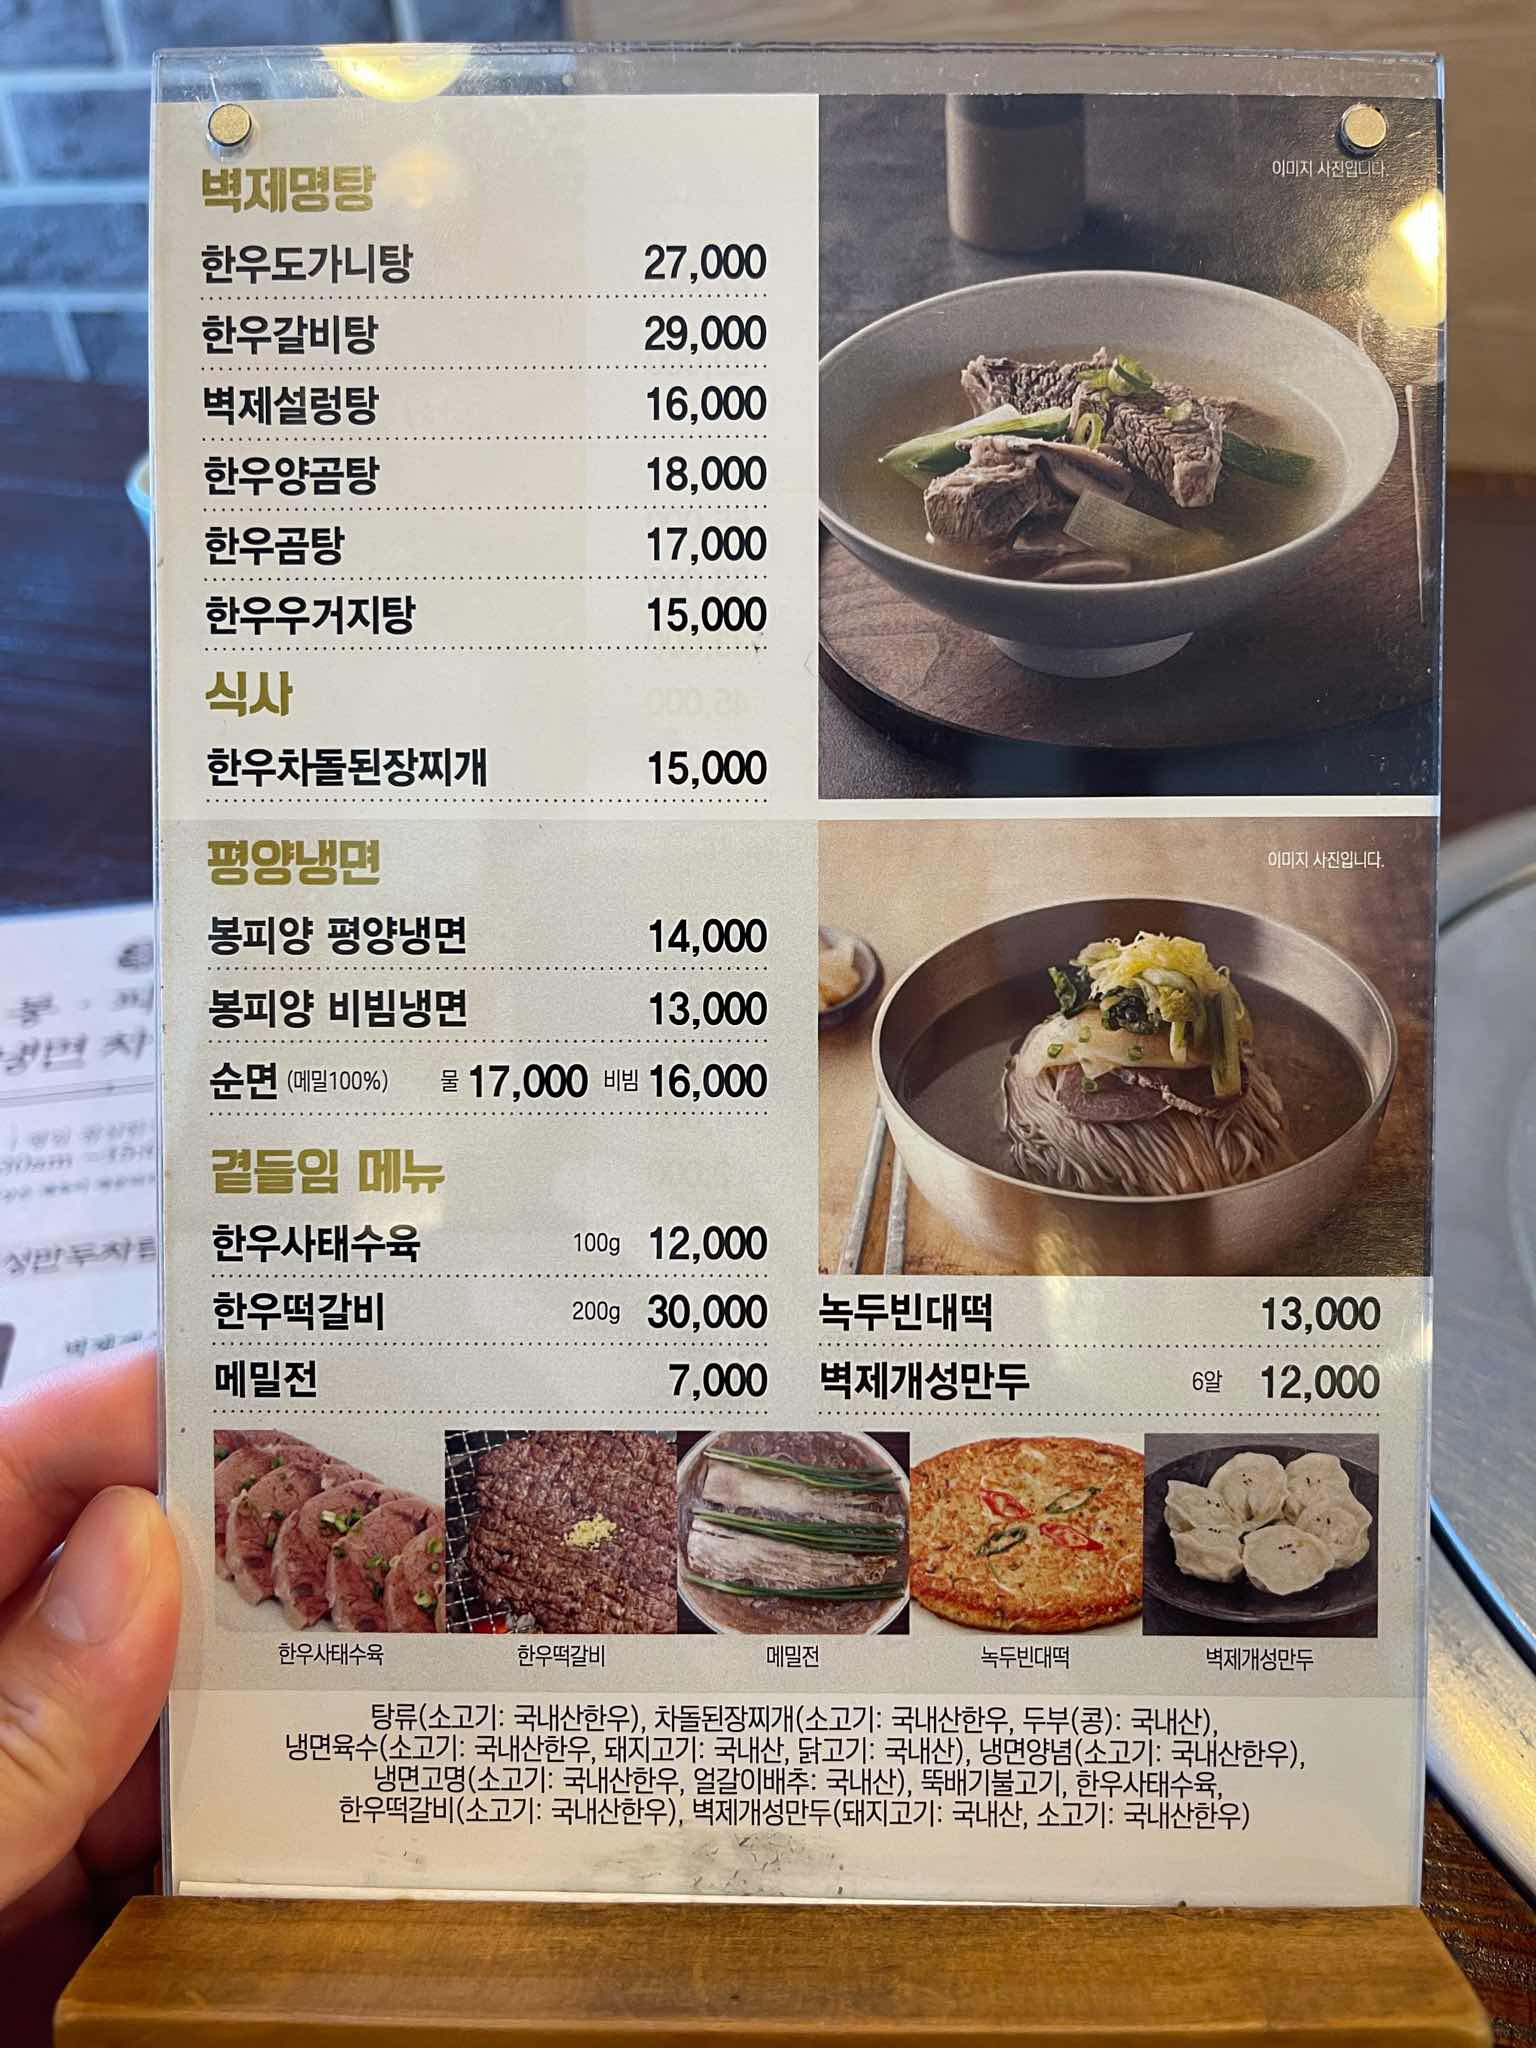 벽제명탕
한우도가니탕 27,000
한우갈비탕 29,000
벽제설렁탕 16,000
한우양곰탕 18,000
한우곰탕 17,000
한우우거지탕 15,000
식사
한우차돌된장찌개 15,000
이미지 사진입니다.
평양냉면
봉피양 평양냉면 14,000
봉피양 비빔냉면 13,000
순면 (메밀100%) 물 17,000 비빔 16,000
이미지 사진입니다.
곁들임 메뉴
한우사태수육 100g 12,000
한우떡갈비 200g 30,000
메밀전 7,000
녹두빈대떡 13,000
벽제개성만두 6알 12,000
한우사태수육 한우떡갈비 메밀전 녹두빈대떡 벽제개성만두
탕류(소고기: 국내산한우), 차돌된장찌개(소고기: 국내산한우, 두부(콩): 국내산),
냉면육수(소고기: 국내산한우, 돼지고기: 국내산, 닭고기: 국내산), 냉면양념(소고기: 국내산한우),
냉면고명(소고기: 국내산한우, 얼갈이배추: 국내산), 뚝배기불고기, 한우사태수육,
한우떡갈비(소고기: 국내산한우), 벽제개성만두(돼지고기: 국내산, 소고기: 국내산한우)